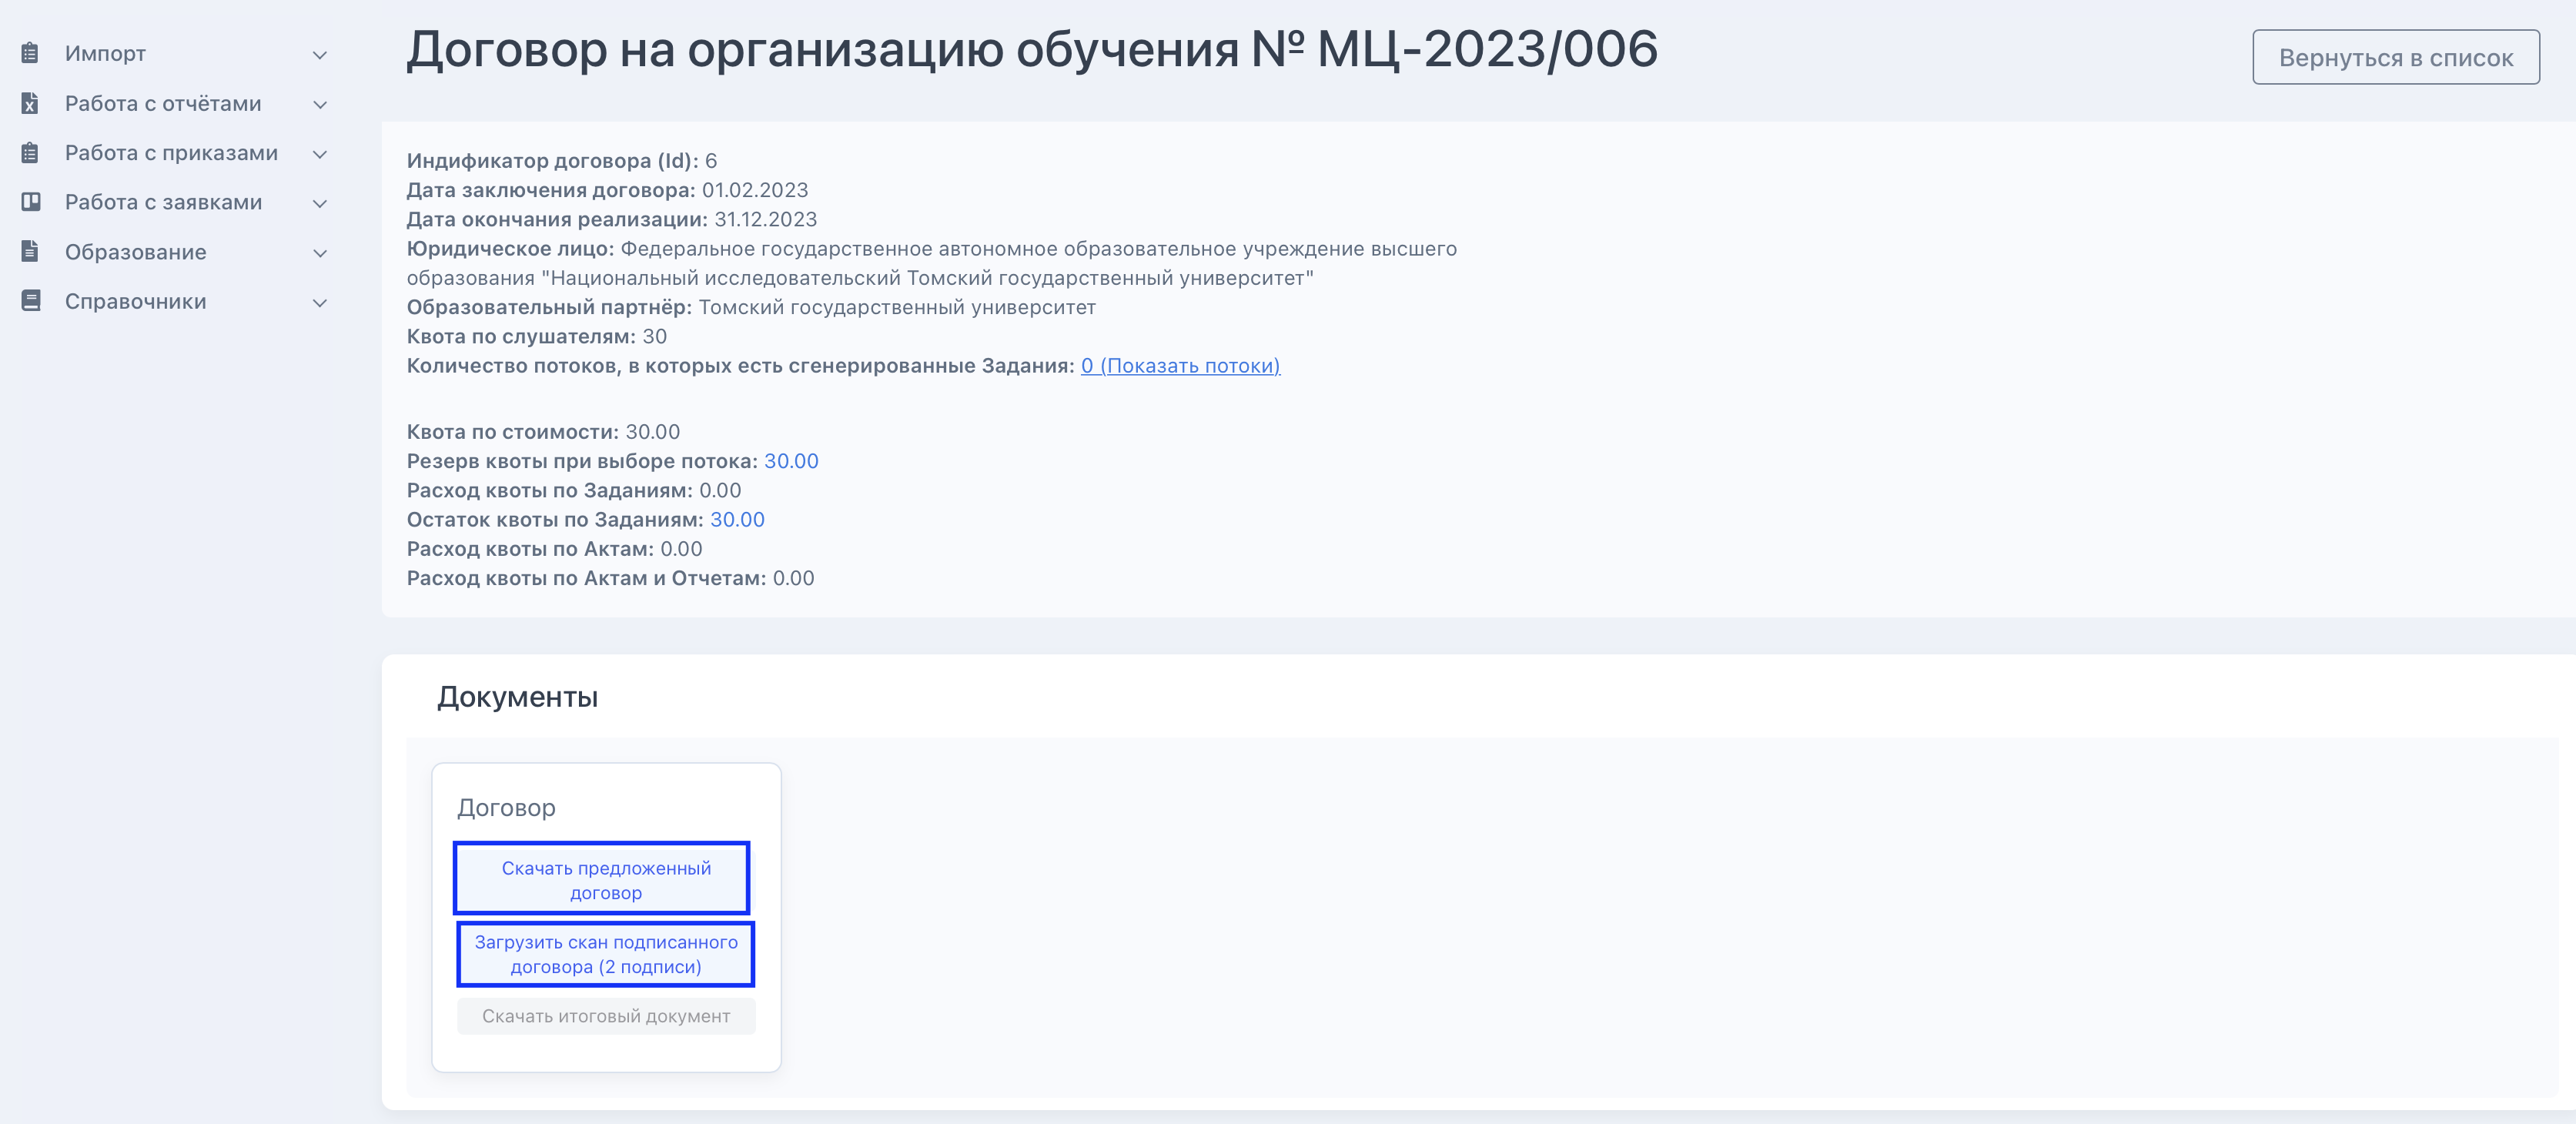 Импорт
Работа с отчётами
Работа с приказами
Работа с заявками
Образование
Справочники
Договор на организацию обучения № МЦ-2023/006
Вернуться в список
Индификатор договора (Id): 6
Дата заключения договора: 01.02.2023
Дата окончания реализации: 31.12.2023
Юридическое лицо: Федеральное государственное автономное образовательное учреждение высшего
образования "Национальный исследовательский Томский государственный университет"
Образовательный партнёр: Томский государственный университет
Квота по слушателям: 30
Количество потоков, в которых есть сгенерированные Задания: 0 (Показать потоки)
Квота по стоимости: 30.00
Резерв квоты при выборе потока: 30.00
Расход квоты по Заданиям: 0.00
Остаток квоты по Заданиям: 30.00
Расход квоты по Актам: 0.00
Расход квоты по Актам и Отчетам: 0.00
Документы
Договор
Скачать предложенный
договор
Загрузить скан подписанного
договора (2 подписи)
Скачать итоговый документ